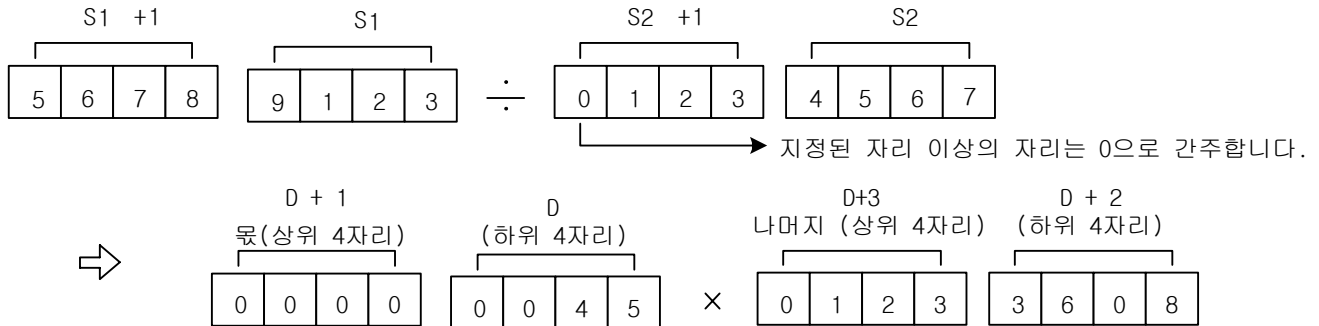 S1 +1 S1 S2 +1 S2
5 6 7 8 9 1 2 3 ÷ 0 1 2 3 4 5 6 7
지정된 자리 이상의 자리는 0으로 간주합니다.
D + 1 D D+3 D + 2
몫(상위 4자리) (하위 4자리) 나머지 (상위 4자리) (하위 4자리)
0 0 0 0 0 0 4 5 × 0 1 2 3 3 6 0 8